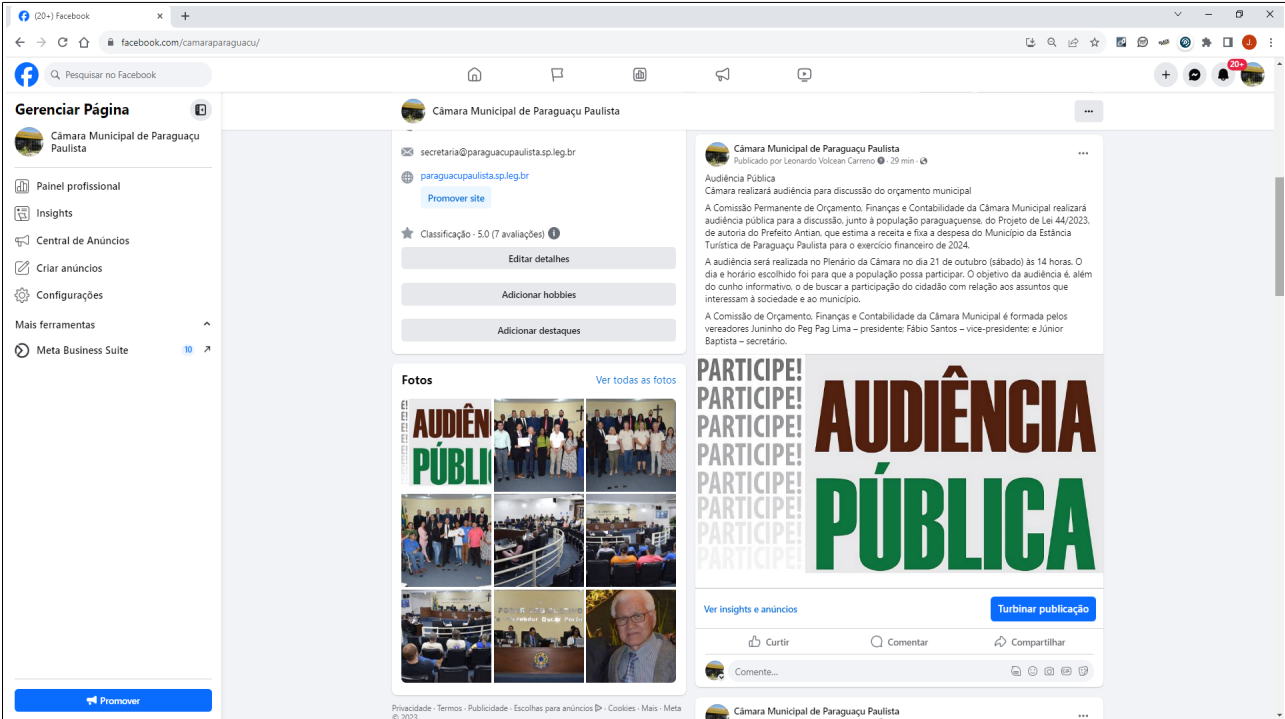 (20+) Facebook
facebook.com/camaraparaguacu/
Pesquisar no Facebook
20+
Gerenciar Página
Câmara Municipal de Paraguaçu
Paulista
Painel profissional
Insights
Central de Anúncios
Criar anúncios
Configurações
Mais ferramentas
Meta Business Suite 10
Promover
Câmara Municipal de Paraguaçu Paulista
secretaria@paraguacupaulista.sp.leg.br
paraguacupaulista.sp.leg.br
Promover site
Classificação · 5,0 (7 avaliações)
Editar detalhes
Adicionar hobbies
Adicionar destaques
Fotos
Ver todas as fotos
AUDIÊN
PÚBLI
Privacidade · Termos · Publicidade · Escolhas para anúncios · Cookies · Mais · Meta
© 2023
Câmara Municipal de Paraguaçu Paulista
Publicado por Leonardo Volcean Carreno · 29 min ·
Audiência Pública
Câmara realizará audiência para discussão do orçamento municipal
A Comissão Permanente de Orçamento, Finanças e Contabilidade da Câmara Municipal realizará
audiência pública para a discussão, junto à população paraguaçuense, do Projeto de Lei 44/2023,
de autoria do Prefeito Antian, que estima a receita e fixa a despesa do Município da Estância
Turística de Paraguaçu Paulista para o exercício financeiro de 2024.
A audiência será realizada no Plenário da Câmara no dia 21 de outubro (sábado) às 14 horas. O
dia e horário escolhido foi para que a população possa participar. O objetivo da audiência é, além
do cunho informativo, o de buscar a participação do cidadão com relação aos assuntos que
interessam à sociedade e ao município.
A Comissão de Orçamento, Finanças e Contabilidade da Câmara Municipal é formada pelos
vereadores Juninho do Peg Pag Lima – presidente; Fábio Santos – vice-presidente; e Júnior
Baptista – secretário.
PARTICIPE!
PARTICIPE!
PARTICIPE!
PARTICIPE!
PARTICIPE!
PARTICIPE!
PARTICIPE!
PARTICIPE!
AUDIÊNCIA
PÚBLICA
Ver insights e anúncios
Turbinar publicação
Curtir
Comentar
Compartilhar
Comente...
Câmara Municipal de Paraguaçu Paulista